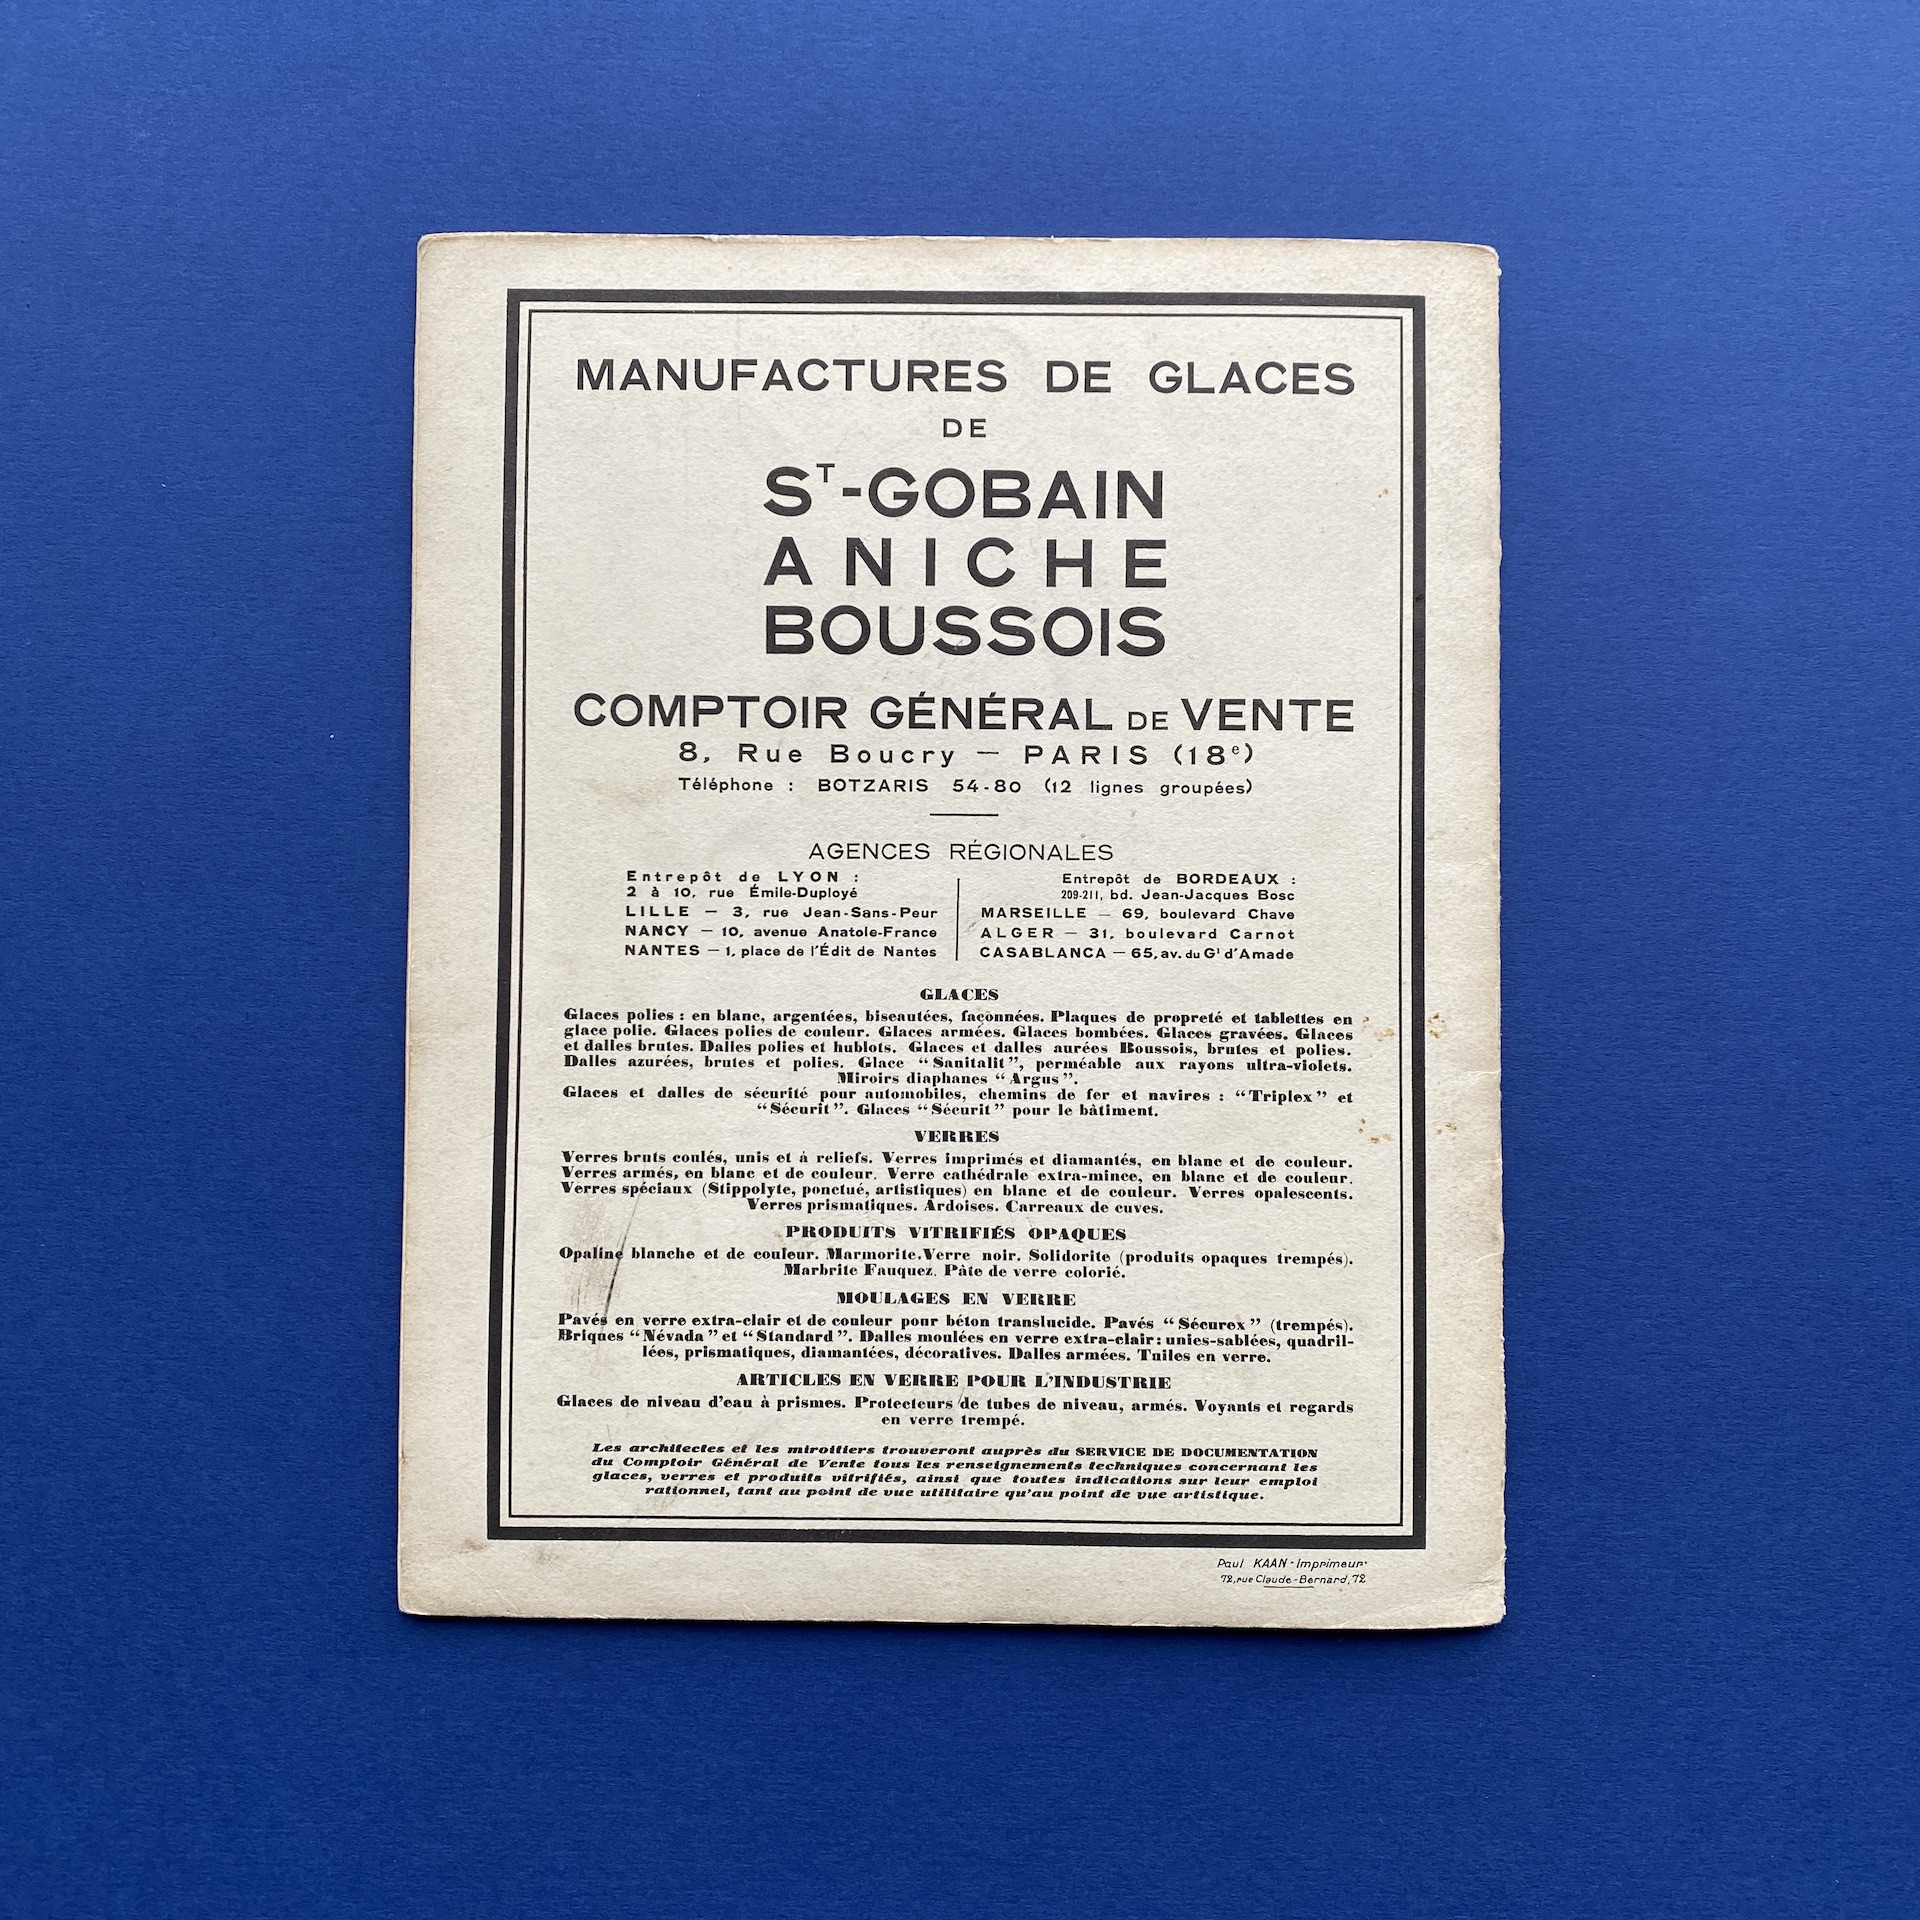 MANUFACTURES DE GLACES
DE
ST-GOBAIN
ANICHE
BOUSSOIS
COMPTOIR GÉNÉRAL DE VENTE
8, Rue Boucry — PARIS (18e)
Téléphone : BOTZARIS 54-80 (12 lignes groupées)
AGENCES RÉGIONALES
Entrepôt de LYON :
2 à 10, rue Émile-Duployé
LILLE — 3, rue Jean-Sans-Peur
NANCY — 10, avenue Anatole-France
NANTES — 1, place de l'Édit de Nantes
Entrepôt de BORDEAUX :
209-211, bd. Jean-Jacques Bosc
MARSEILLE — 69, boulevard Chave
ALGER — 31, boulevard Carnot
CASABLANCA — 65, av. du Gl d'Amade
GLACES
Glaces polies : en blanc, argentées, biseautées, façonnées. Plaques de propreté et tablettes en
glace polie. Glaces polies de couleur. Glaces armées. Glaces bombées. Glaces gravées. Glaces
et dalles brutes. Dalles polies et hublots. Glaces et dalles aurées Boussois, brutes et polies.
Dalles azurées, brutes et polies. Glace "Sanitalit", perméable aux rayons ultra-violets.
Miroirs diaphanes "Argus".
Glaces et dalles de sécurité pour automobiles, chemins de fer et navires : "Triplex" et
"Sécurit". Glaces "Sécurit" pour le bâtiment.
VERRES
Verres bruts coulés, unis et à reliefs. Verres imprimés et diamantés, en blanc et de couleur.
Verres armés, en blanc et de couleur. Verre cathédrale extra-mince, en blanc et de couleur.
Verres spéciaux (Stippolyte, ponctué, artistiques) en blanc et de couleur. Verres opalescents.
Verres prismatiques. Ardoises. Carreaux de cuves.
PRODUITS VITRIFIÉS OPAQUES
Opaline blanche et de couleur. Marmorite. Verre noir. Solidorite (produits opaques trempés).
Marbrite Fauquez. Pâte de verre colorié.
MOULAGES EN VERRE
Pavés en verre extra-clair et de couleur pour béton translucide. Pavés "Sécurex" (trempés).
Briques "Névada" et "Standard". Dalles moulées en verre extra-clair : unies-sablées, quadril-
lées, prismatiques, diamantées, décoratives. Dalles armées. Tuiles en verre.
ARTICLES EN VERRE POUR L'INDUSTRIE
Glaces de niveau d'eau à prismes. Protecteurs de tubes de niveau, armés. Voyants et regards
en verre trempé.
Les architectes et les miroitiers trouveront auprès du SERVICE DE DOCUMENTATION
du Comptoir Général de Vente tous les renseignements techniques concernant les
glaces, verres et produits vitrifiés, ainsi que toutes indications sur leur emploi
rationnel, tant au point de vue utilitaire qu'au point de vue artistique.
Paul KAAN - Imprimeur
72, rue Claude-Bernard, 72